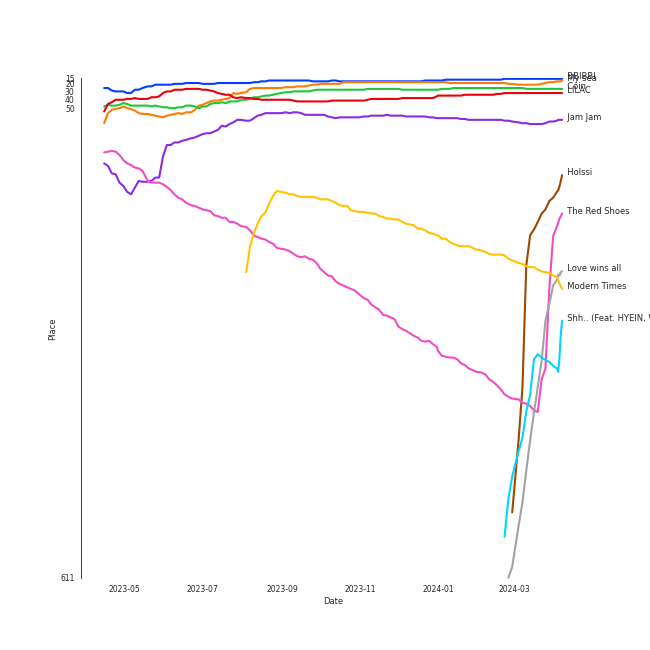 15
20
30
40
50
611
Place
2023-05
2023-07
2023-09
2023-11
2024-01
2024-03
Date
Coin
LILAC
Jam Jam
Holssi
The Red Shoes
Love wins all
Modern Times
Shh.. (Feat. HYEIN,